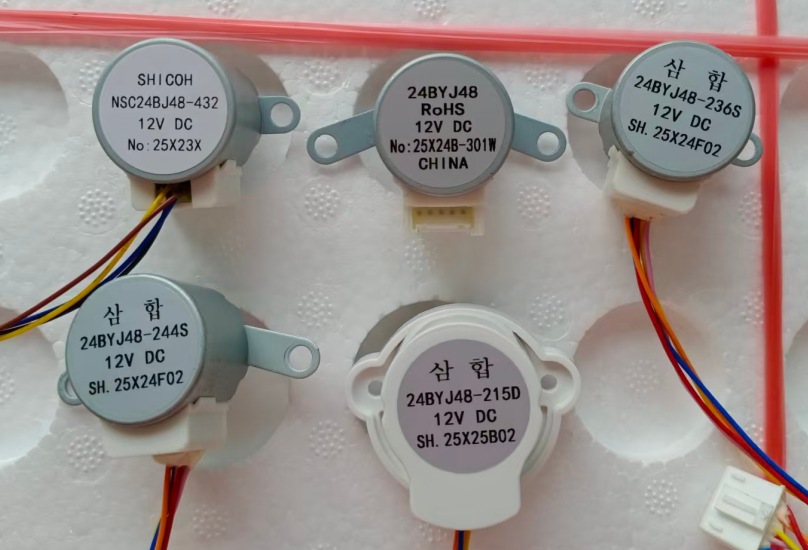 SHICOH
NSC24BJ48-432
12V DC
No:25X23X
24BYJ48
RoHS
12V DC
No:25X24B-301W
CHINA
삼 합
24BYJ48-236S
12V DC
SH. 25X24F02
삼 합
24BYJ48-244S
12V DC
SH. 25X24F02
삼 합
24BYJ48-215D
12V DC
SH. 25X25B02